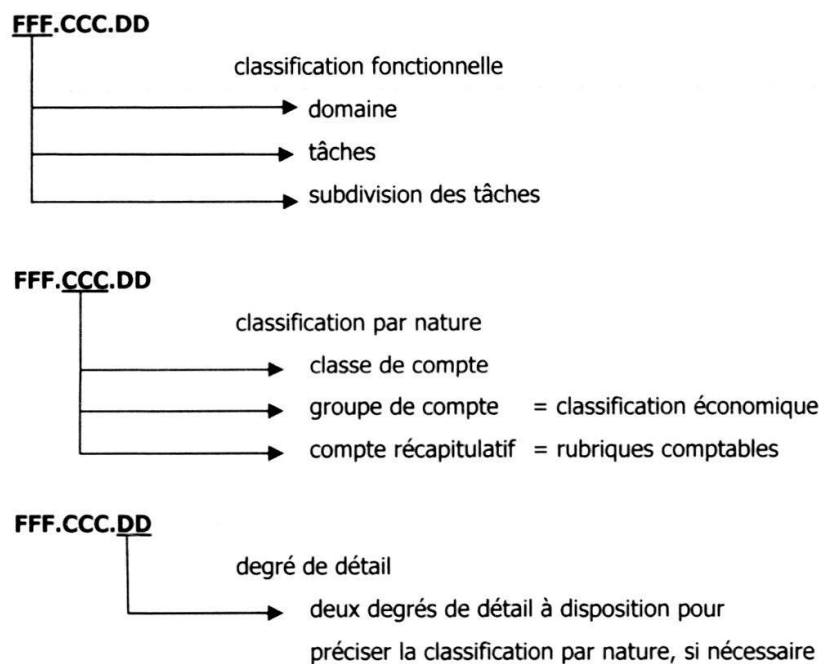 FFF.CCC.DD
classification fonctionnelle
domaine
tâches
subdivision des tâches
FFF.CCC.DD
classification par nature
classe de compte
groupe de compte = classification économique
compte récapitulatif = rubriques comptables
FFF.CCC.DD
degré de détail
deux degrés de détail à disposition pour
préciser la classification par nature, si nécessaire